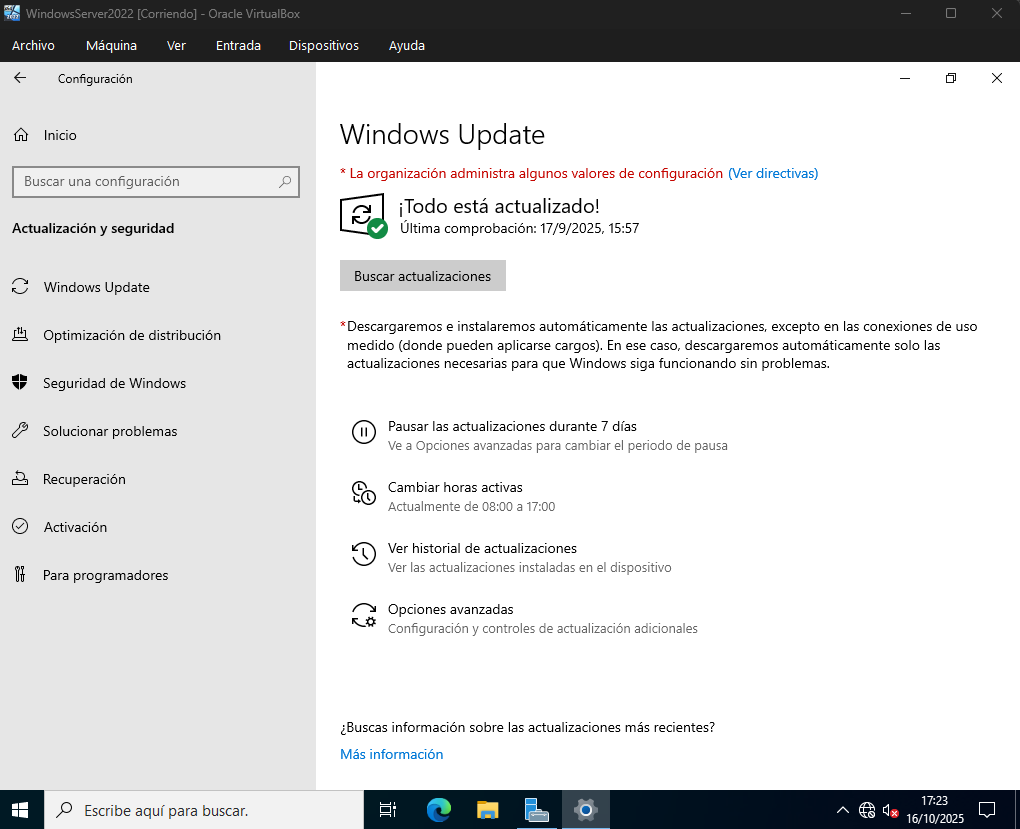 WindowsServer2022 [Corriendo] - Oracle VirtualBox
Archivo Máquina Ver Entrada Dispositivos Ayuda
Configuración
Inicio
Buscar una configuración
Actualización y seguridad
Windows Update
Optimización de distribución
Seguridad de Windows
Solucionar problemas
Recuperación
Activación
Para programadores
Windows Update
* La organización administra algunos valores de configuración (Ver directivas)
¡Todo está actualizado!
Última comprobación: 17/9/2025, 15:57
Buscar actualizaciones
*Descargaremos e instalaremos automáticamente las actualizaciones, excepto en las conexiones de uso
medido (donde pueden aplicarse cargos). En ese caso, descargaremos automáticamente solo las
actualizaciones necesarias para que Windows siga funcionando sin problemas.
Pausar las actualizaciones durante 7 días
Ve a Opciones avanzadas para cambiar el periodo de pausa
Cambiar horas activas
Actualmente de 08:00 a 17:00
Ver historial de actualizaciones
Ver las actualizaciones instaladas en el dispositivo
Opciones avanzadas
Configuración y controles de actualización adicionales
¿Buscas información sobre las actualizaciones más recientes?
Más información
Escribe aquí para buscar.
17:23
16/10/2025